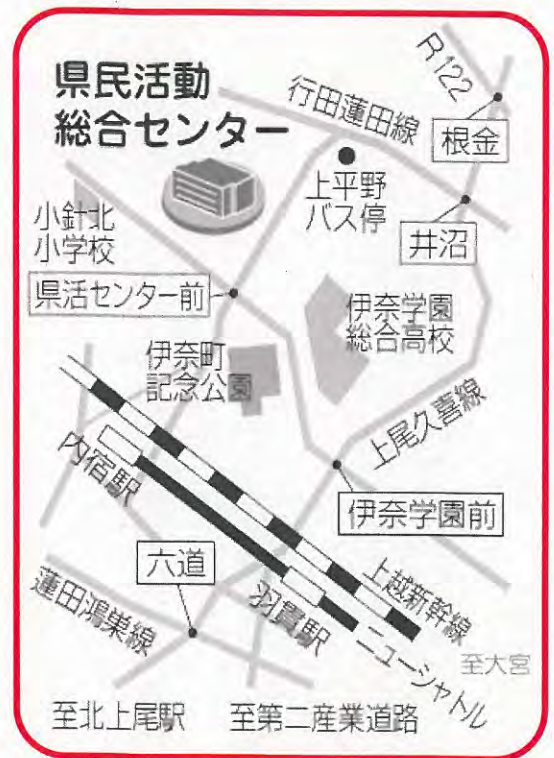 県民活動
総合センター
R122
行田蓮田線
根金
上平野
バス停
井沼
小針北
小学校
県活センター前
伊奈学園
総合高校
伊奈町
記念公園
上尾久喜線
内宿駅
伊奈学園前
六道
上越新幹線
羽貫駅
蓮田鴻巣線
ニューシャトル
至大宮
至北上尾駅
至第二産業道路